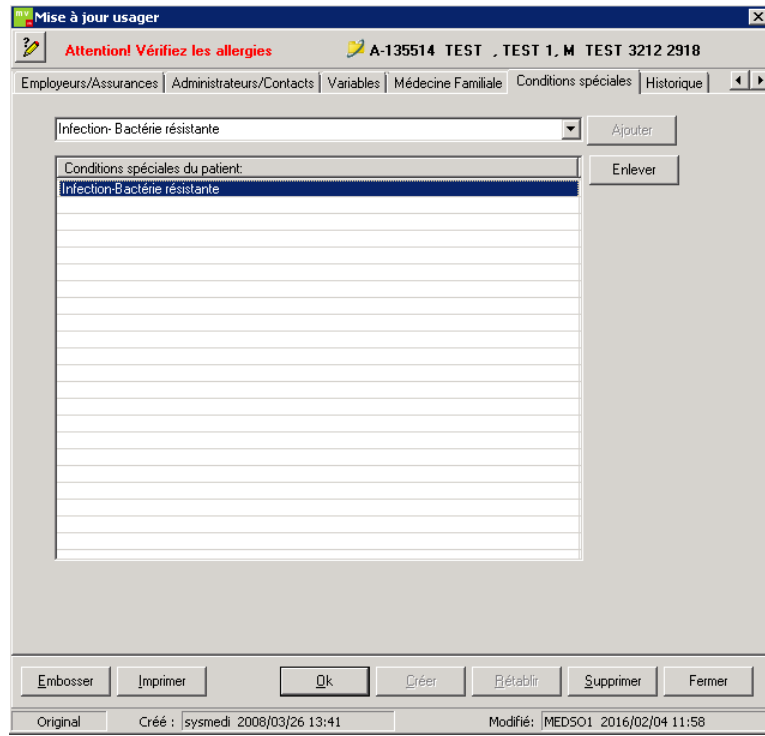 mv Mise à jour usager
? Attention! Vérifiez les allergies A-135514 TEST , TEST 1, M TEST 3212 2918
Employeurs/Assurances Administrateurs/Contacts Variables Médecine Familiale Conditions spéciales Historique
Infection- Bactérie résistante Ajouter
Conditions spéciales du patient: Enlever
Infection-Bactérie résistante
Embosser Imprimer Ok Créer Rétablir Supprimer Fermer
Original Créé : sysmedi 2008/03/26 13:41 Modifié: MEDSO1 2016/02/04 11:58